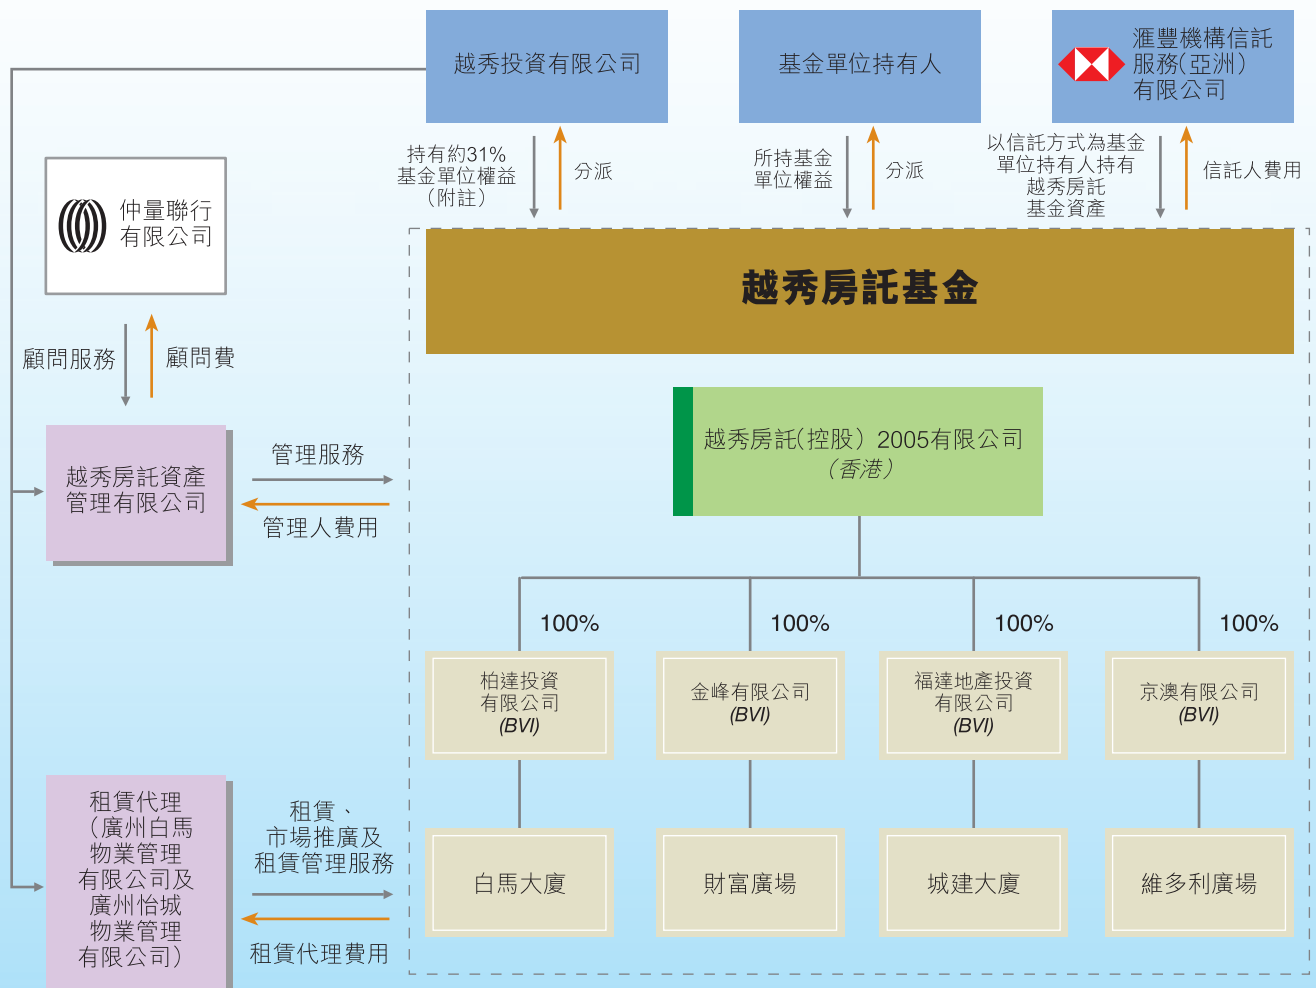 越秀投資有限公司
基金單位持有人
滙豐機構信託
服務(亞洲)
有限公司
持有約31%
基金單位權益
(附註)
分派
所持基金
單位權益
分派
以信託方式為基金
單位持有人持有
越秀房託
基金資產
信託人費用
仲量聯行
有限公司
越秀房託基金
顧問服務
顧問費
越秀房託(控股)2005有限公司
(香港)
越秀房託資產
管理有限公司
管理服務
管理人費用
100%
100%
100%
100%
柏達投資
有限公司
(BVI)
金峰有限公司
(BVI)
福達地產投資
有限公司
(BVI)
京澳有限公司
(BVI)
租賃代理
(廣州白馬
物業管理
有限公司及
廣州怡城
物業管理
有限公司)
租賃、
市場推廣及
租賃管理服務
租賃代理費用
白馬大廈
財富廣場
城建大廈
維多利廣場